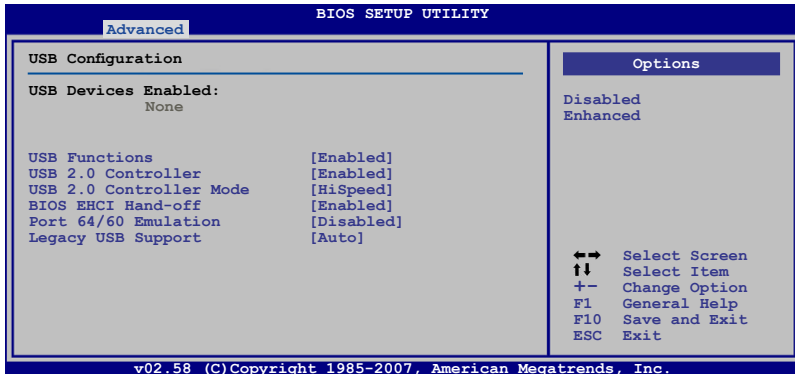 BIOS SETUP UTILITY
Advanced
USB Configuration
USB Devices Enabled:
None
USB Functions [Enabled]
USB 2.0 Controller [Enabled]
USB 2.0 Controller Mode [HiSpeed]
BIOS EHCI Hand-off [Enabled]
Port 64/60 Emulation [Disabled]
Legacy USB Support [Auto]
Options
Disabled
Enhanced
←→ Select Screen
↑↓ Select Item
+- Change Option
F1 General Help
F10 Save and Exit
ESC Exit
v02.58 (C)Copyright 1985-2007, American Megatrends, Inc.